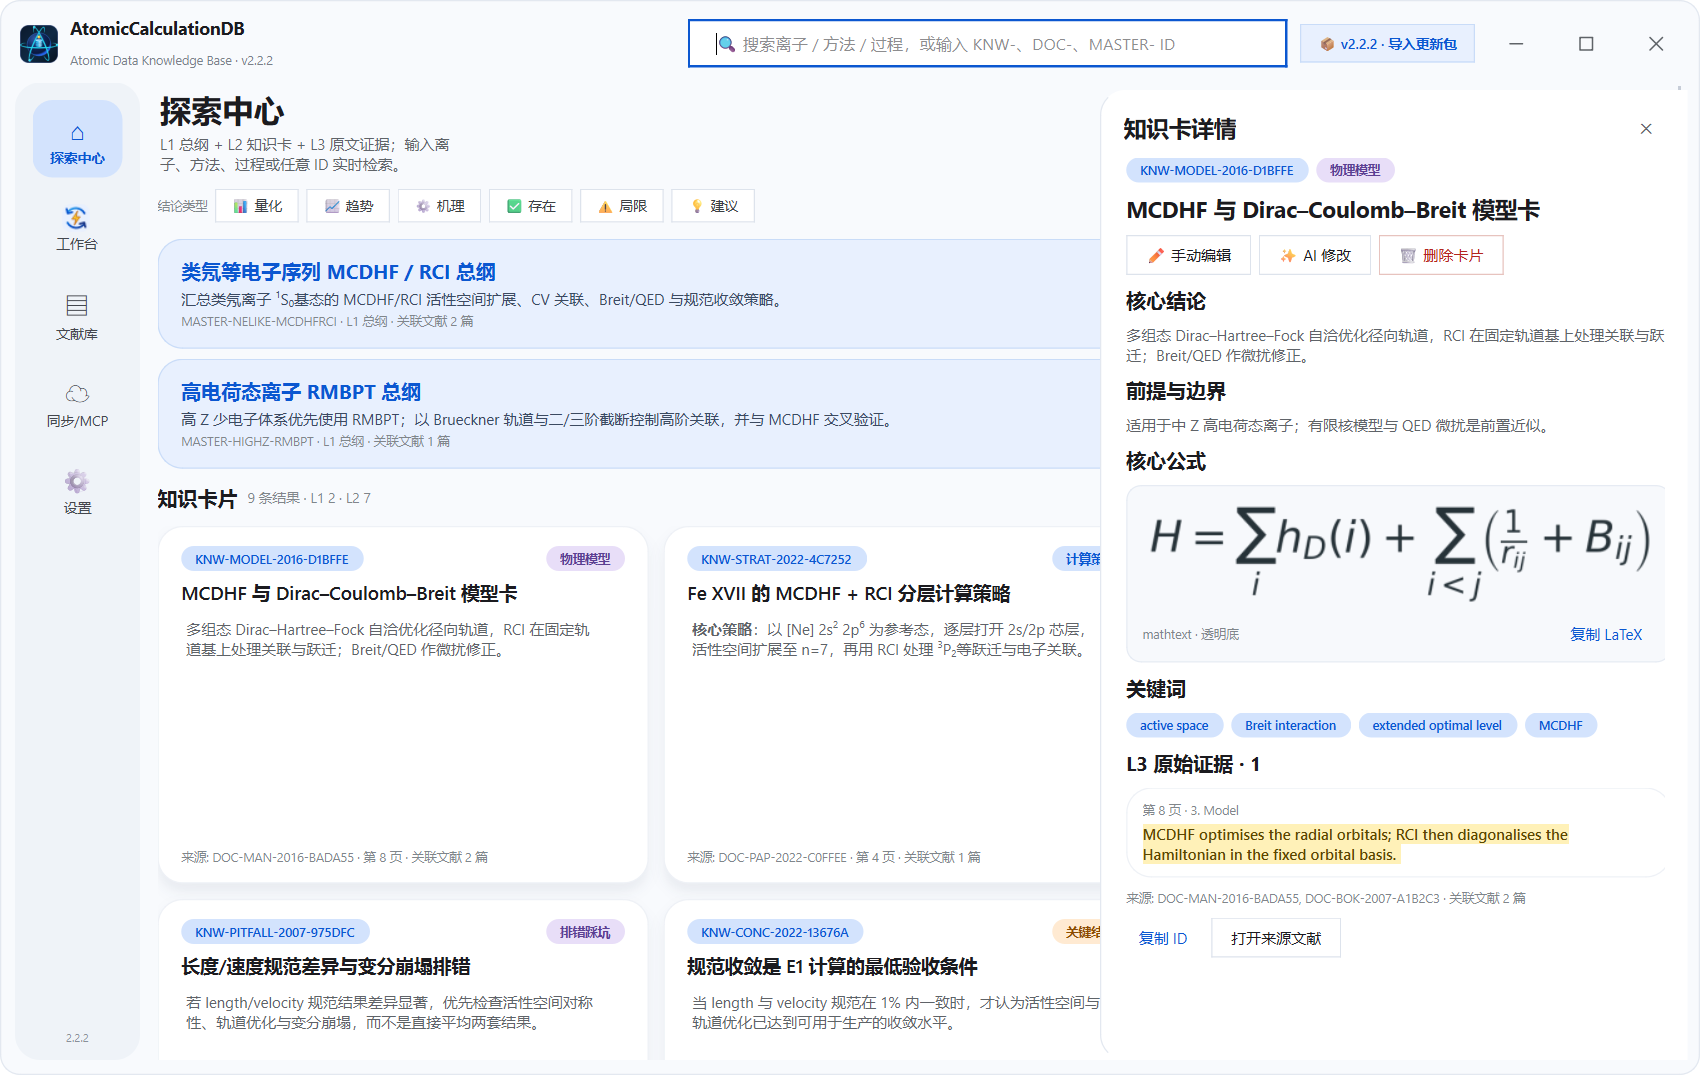 AtomicCalculationDB
Atomic Data Knowledge Base · v2.2.2
搜索离子 / 方法 / 过程，或输入 KNW-、DOC-、MASTER- ID
v2.2.2 · 导入更新包
探索中心
工作台
文献库
同步/MCP
设置
2.2.2
探索中心
L1 总纲 + L2 知识卡 + L3 原文证据；输入离
子、方法、过程或任意 ID 实时检索。
结论类型
量化
趋势
机理
存在
局限
建议
类氖等电子序列 MCDHF / RCI 总纲
汇总类氖离子 ¹S₀基态的 MCDHF/RCI 活性空间扩展、CV 关联、Breit/QED 与规范收敛策略。
MASTER-NELIKE-MCDHFRCI · L1 总纲 · 关联文献 2 篇
高电荷态离子 RMBPT 总纲
高 Z 少电子体系优先使用 RMBPT；以 Brueckner 轨道与二/三阶截断控制高阶关联，并与 MCDHF 交叉验证。
MASTER-HIGHZ-RMBPT · L1 总纲 · 关联文献 1 篇
知识卡片 9 条结果 · L1 2 · L2 7
KNW-MODEL-2016-D1BFFE
物理模型
MCDHF 与 Dirac–Coulomb–Breit 模型卡
多组态 Dirac–Hartree–Fock 自洽优化径向轨道，RCI 在固定轨
道基上处理关联与跃迁；Breit/QED 作微扰修正。
来源: DOC-MAN-2016-BADA55 · 第 8 页 · 关联文献 2 篇
KNW-STRAT-2022-4C7252
计算策
Fe XVII 的 MCDHF + RCI 分层计算策略
核心策略：以 [Ne] 2s² 2p⁶ 为参考态，逐层打开 2s/2p 芯层，
活性空间扩展至 n=7，再用 RCI 处理 ³P₂等跃迁与电子关联。
来源: DOC-PAP-2022-C0FFEE · 第 4 页 · 关联文献 1 篇
KNW-PITFALL-2007-975DFC
排错踩坑
长度/速度规范差异与变分崩塌排错
若 length/velocity 规范结果差异显著，优先检查活性空间对称
性、轨道优化与变分崩塌，而不是直接平均两套结果。
KNW-CONC-2022-13676A
关键结
规范收敛是 E1 计算的最低验收条件
当 length 与 velocity 规范在 1% 内一致时，才认为活性空间与
轨道优化已达到可用于生产的收敛水平。
知识卡详情
KNW-MODEL-2016-D1BFFE
物理模型
MCDHF 与 Dirac–Coulomb–Breit 模型卡
手动编辑
AI 修改
删除卡片
核心结论
多组态 Dirac–Hartree–Fock 自洽优化径向轨道，RCI 在固定轨道基上处理关联与跃
迁；Breit/QED 作微扰修正。
前提与边界
适用于中 Z 高电荷态离子；有限核模型与 QED 微扰是前置近似。
核心公式
H = ∑_i h_D(i) + ∑_{i<j} (1/r_ij + B_ij)
mathtext · 透明底
复制 LaTeX
关键词
active space
Breit interaction
extended optimal level
MCDHF
L3 原始证据 · 1
第 8 页 · 3. Model
MCDHF optimises the radial orbitals; RCI then diagonalises the
Hamiltonian in the fixed orbital basis.
来源: DOC-MAN-2016-BADA55, DOC-BOK-2007-A1B2C3 · 关联文献 2 篇
复制 ID
打开来源文献